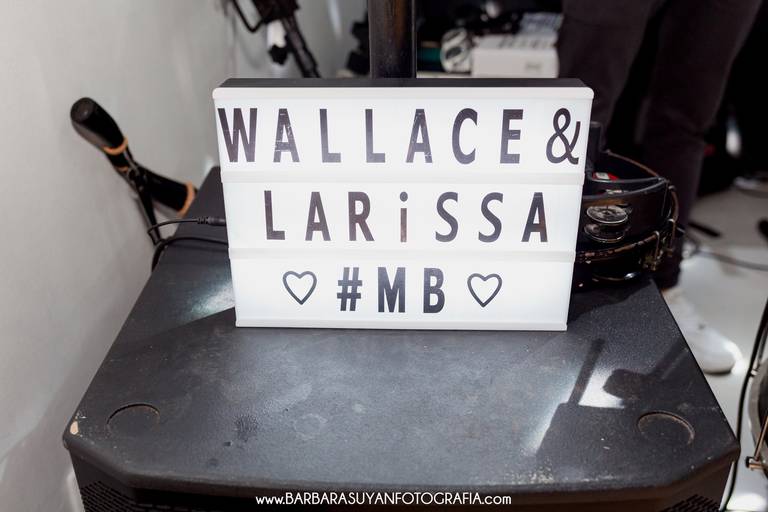 WALLACE &
LARiSSA
♡ #MB ♡
www.BARBARASUYANFOTOGRAFIA.com